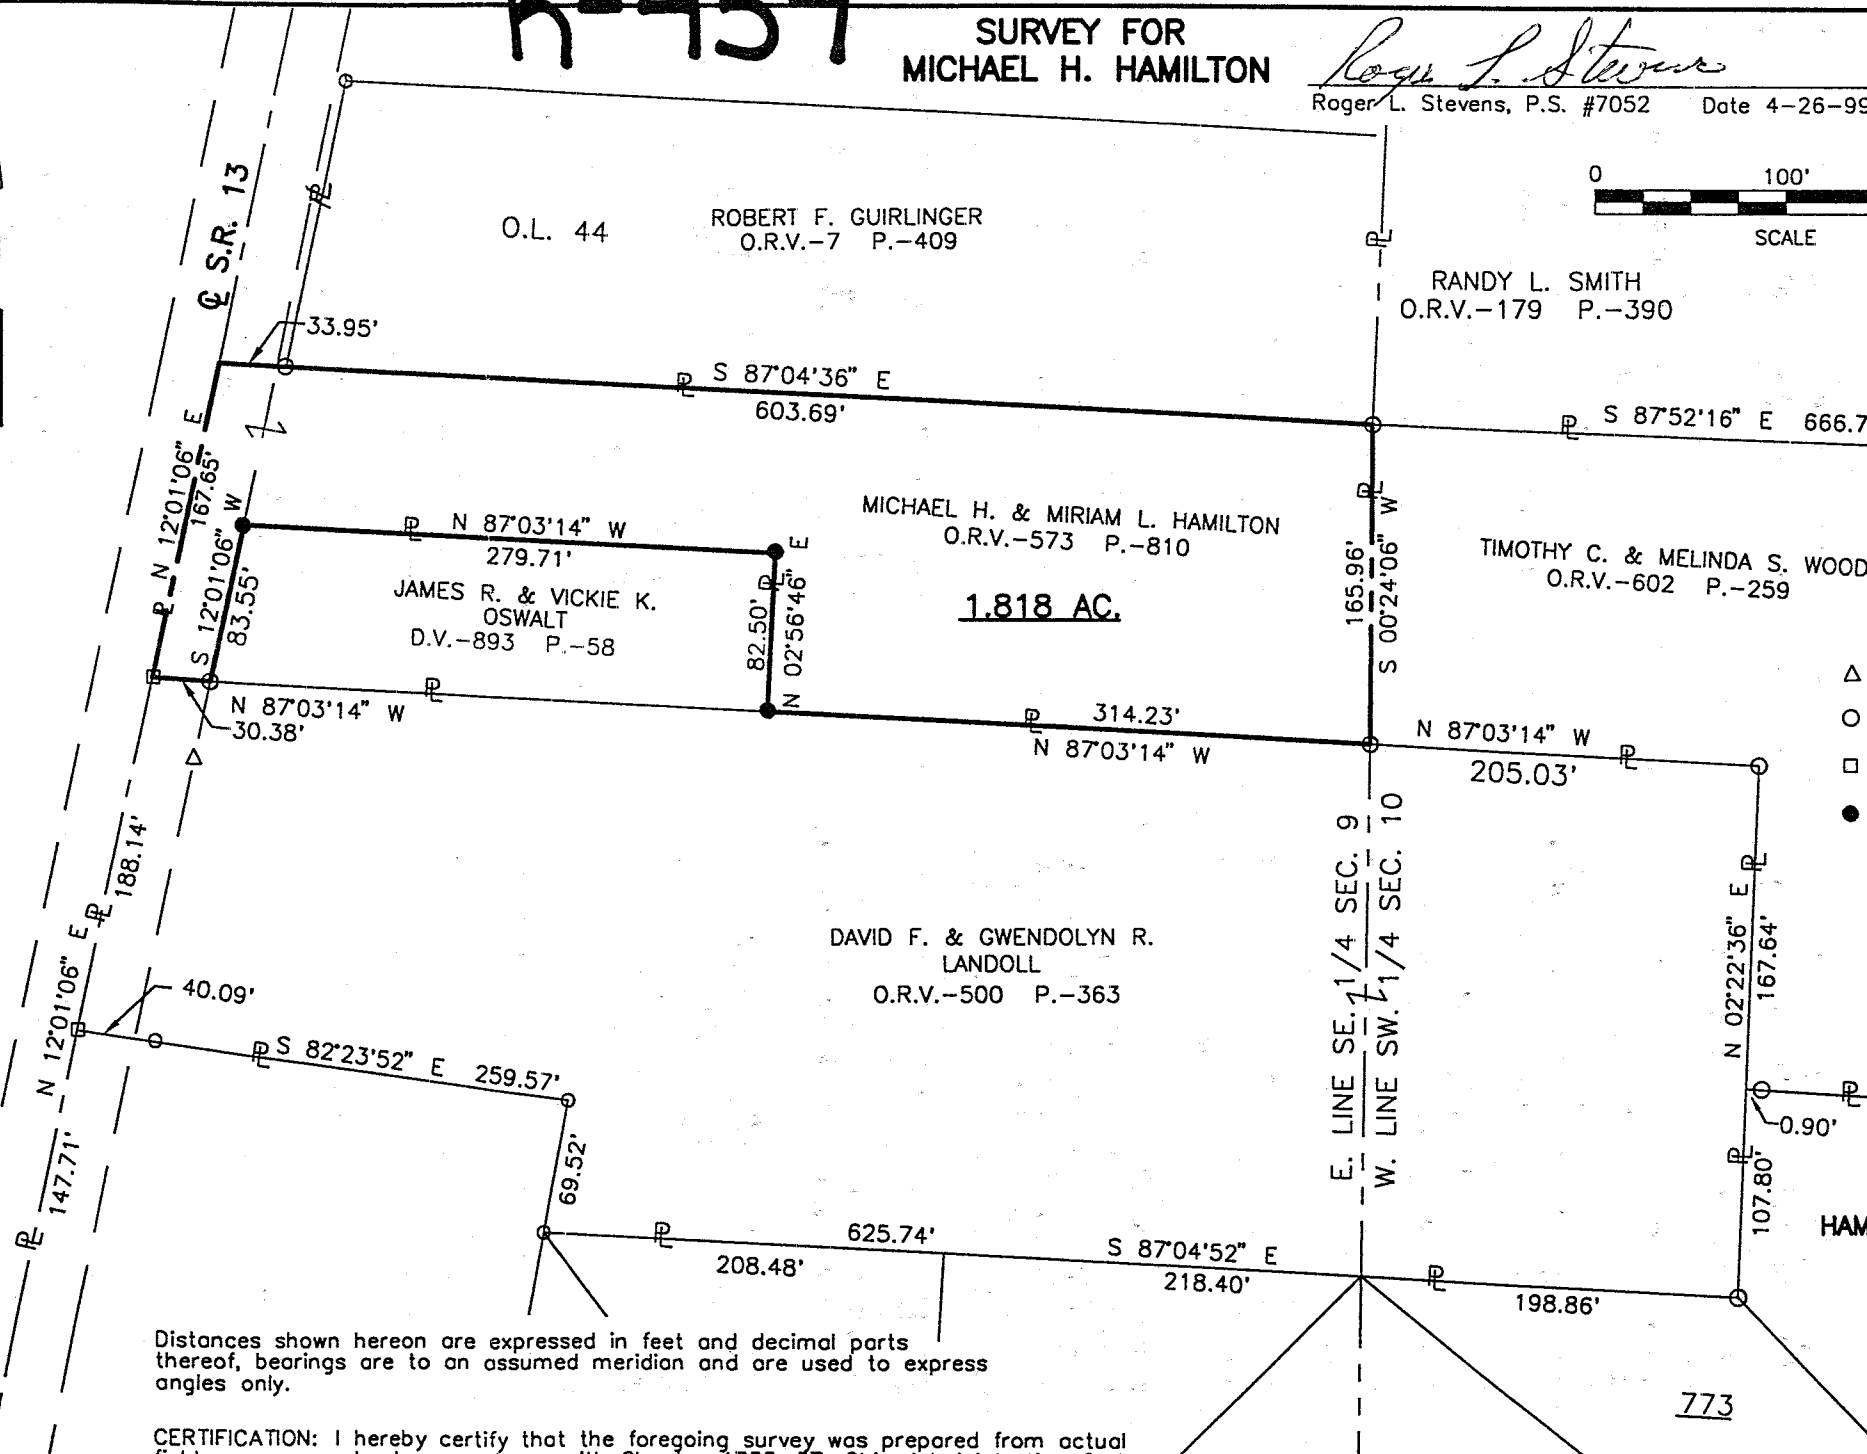 SURVEY FOR
MICHAEL H. HAMILTON
Roger L. Stevens
Roger L. Stevens, P.S. #7052 Date 4-26-99
0 100'
SCALE
℄ S.R. 13
O.L. 44
ROBERT F. GUIRLINGER
O.R.V.-7 P.-409
RANDY L. SMITH
O.R.V.-179 P.-390
33.95'
S 87°04'36" E
603.69'
S 87°52'16" E 666.7
N 12°01'06" E
167.65'
S 12°01'06" W
83.55'
N 87°03'14" W
279.71'
JAMES R. & VICKIE K.
OSWALT
D.V.-893 P.-58
82.50'
N 02°56'46" E
MICHAEL H. & MIRIAM L. HAMILTON
O.R.V.-573 P.-810
1.818 AC.
165.96'
S 00°24'06" W
TIMOTHY C. & MELINDA S. WOOD
O.R.V.-602 P.-259
N 87°03'14" W
30.38'
314.23'
N 87°03'14" W
N 87°03'14" W
205.03'
188.14'
N 12°01'06" E
E. LINE SE. 1/4 SEC. 9
W. LINE SW. 1/4 SEC. 10
DAVID F. & GWENDOLYN R.
LANDOLL
O.R.V.-500 P.-363
N 02°22'36" E
167.64'
40.09'
S 82°23'52" E 259.57'
69.52'
147.71'
0.90'
107.80'
HAM
625.74'
208.48'
S 87°04'52" E
218.40'
198.86'
773
Distances shown hereon are expressed in feet and decimal parts
thereof, bearings are to an assumed meridian and are used to express
angles only.
CERTIFICATION: I hereby certify that the foregoing survey was prepared from actual